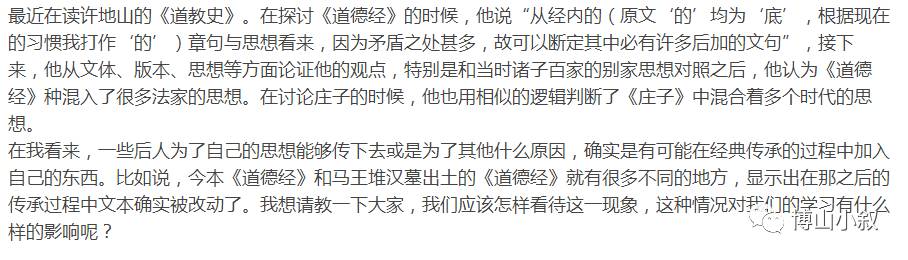 最近在读许地山的《道教史》。在探讨《道德经》的时候，他说“从经内的（原文‘的’均为‘底’，根据现在
的习惯我打作‘的’）章句与思想看来，因为矛盾之处甚多，故可以断定其中必有许多后加的文句”，接下
来，他从文体、版本、思想等方面论证他的观点，特别是和当时诸子百家的别家思想对照之后，他认为《道德
经》种混入了很多法家的思想。在讨论庄子的时候，他也用相似的逻辑判断了《庄子》中混合着多个时代的思
想。
在我看来，一些后人为了自己的思想能够传下去或是为了其他什么原因，确实是有可能在经典传承的过程中加入
自己的东西。比如说，今本《道德经》和马王堆汉墓出土的《道德经》就有很多不同的地方，显示出在那之后的
传承过程中文本确实被改动了。我想请教一下大家，我们应该怎样看待这一现象，这种情况对我们的学习有什么
样的影响呢？
博山小叙